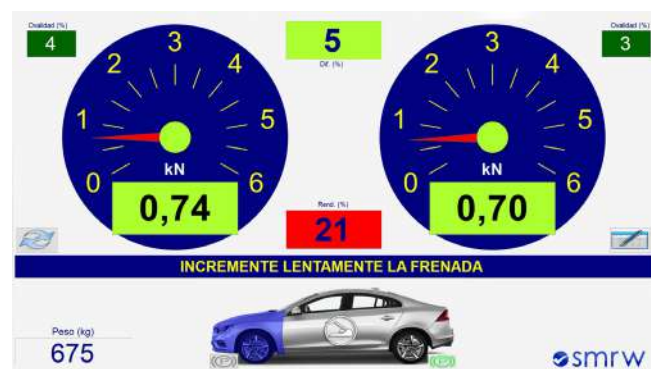 Ovalidad (%)
4
5
Dif. (%)
Ovalidad (%)
3
0
1
2
3
4
5
6
kN
0,74
0
1
2
3
4
5
6
kN
0,70
Rend. (%)
21
INCREMENTE LENTAMENTE LA FRENADA
Peso (kg)
675
(P)
(P)
smrw